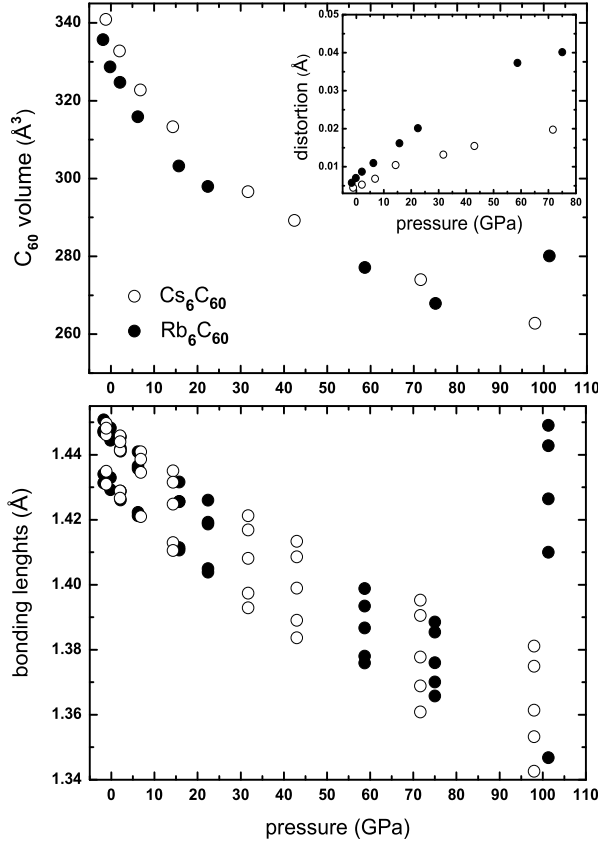 340
320
300
280
260
C60 volume (Å3)
0 10 20 30 40 50 60 70 80 90 100 110
Cs6C60
Rb6C60
0.05
0.04
0.03
0.02
0.01
distortion (Å)
0 10 20 30 40 50 60 70 80
pressure (GPa)
1.44
1.42
1.40
1.38
1.36
1.34
bonding lenghts (Å)
0 10 20 30 40 50 60 70 80 90 100 110
pressure (GPa)